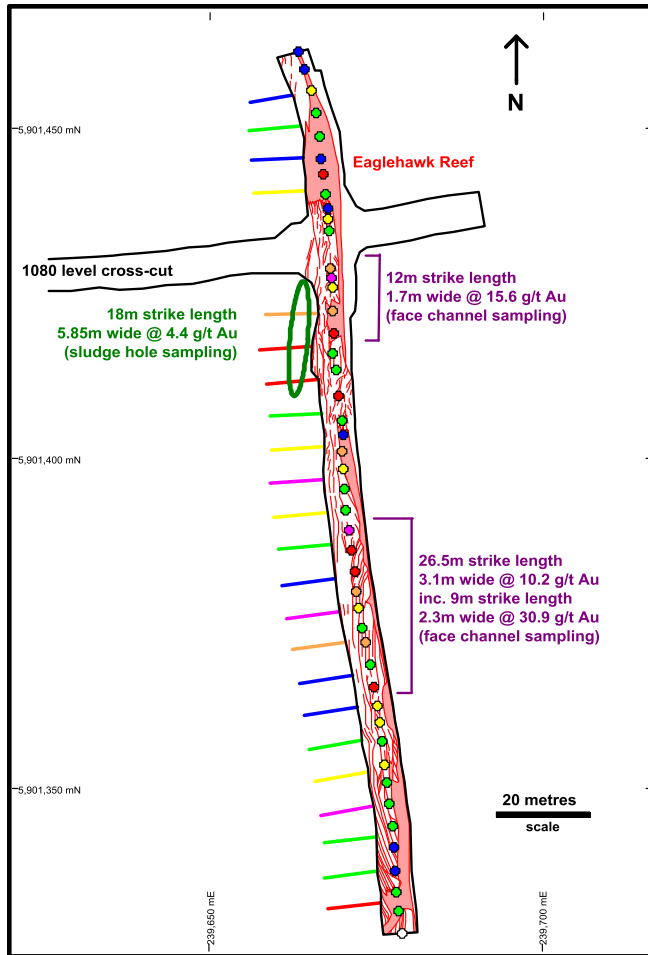 N
5,901,450 mN
Eaglehawk Reef
1080 level cross-cut
12m strike length
1.7m wide @ 15.6 g/t Au
(face channel sampling)
18m strike length
5.85m wide @ 4.4 g/t Au
(sludge hole sampling)
5,901,400 mN
26.5m strike length
3.1m wide @ 10.2 g/t Au
inc. 9m strike length
2.3m wide @ 30.9 g/t Au
(face channel sampling)
5,901,350 mN
20 metres
scale
239,650 mE
239,700 mE